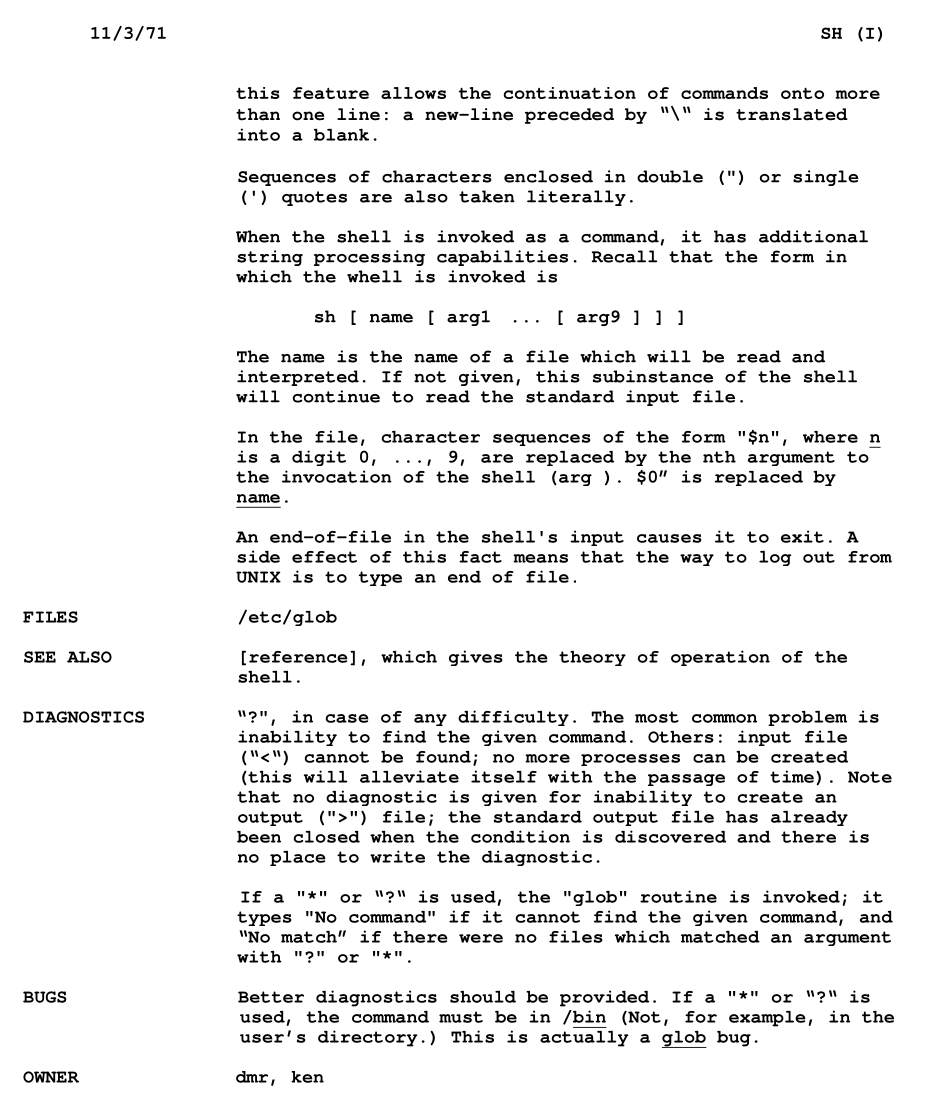 11/3/71 SH (I)
this feature allows the continuation of commands onto more
than one line: a new-line preceded by “\“ is translated
into a blank.
Sequences of characters enclosed in double (") or single
(') quotes are also taken literally.
When the shell is invoked as a command, it has additional
string processing capabilities. Recall that the form in
which the whell is invoked is
sh [ name [ arg1 ... [ arg9 ] ] ]
The name is the name of a file which will be read and
interpreted. If not given, this subinstance of the shell
will continue to read the standard input file.
In the file, character sequences of the form "$n", where n
is a digit 0, ..., 9, are replaced by the nth argument to
the invocation of the shell (arg ). $0” is replaced by
name.
An end-of-file in the shell's input causes it to exit. A
side effect of this fact means that the way to log out from
UNIX is to type an end of file.
FILES /etc/glob
SEE ALSO [reference], which gives the theory of operation of the
shell.
DIAGNOSTICS “?", in case of any difficulty. The most common problem is
inability to find the given command. Others: input file
(“<“) cannot be found; no more processes can be created
(this will alleviate itself with the passage of time). Note
that no diagnostic is given for inability to create an
output (">") file; the standard output file has already
been closed when the condition is discovered and there is
no place to write the diagnostic.
If a "*" or “?“ is used, the "glob" routine is invoked; it
types "No command" if it cannot find the given command, and
“No match” if there were no files which matched an argument
with "?" or "*".
BUGS Better diagnostics should be provided. If a "*" or “?“ is
used, the command must be in /bin (Not, for example, in the
user’s directory.) This is actually a glob bug.
OWNER dmr, ken